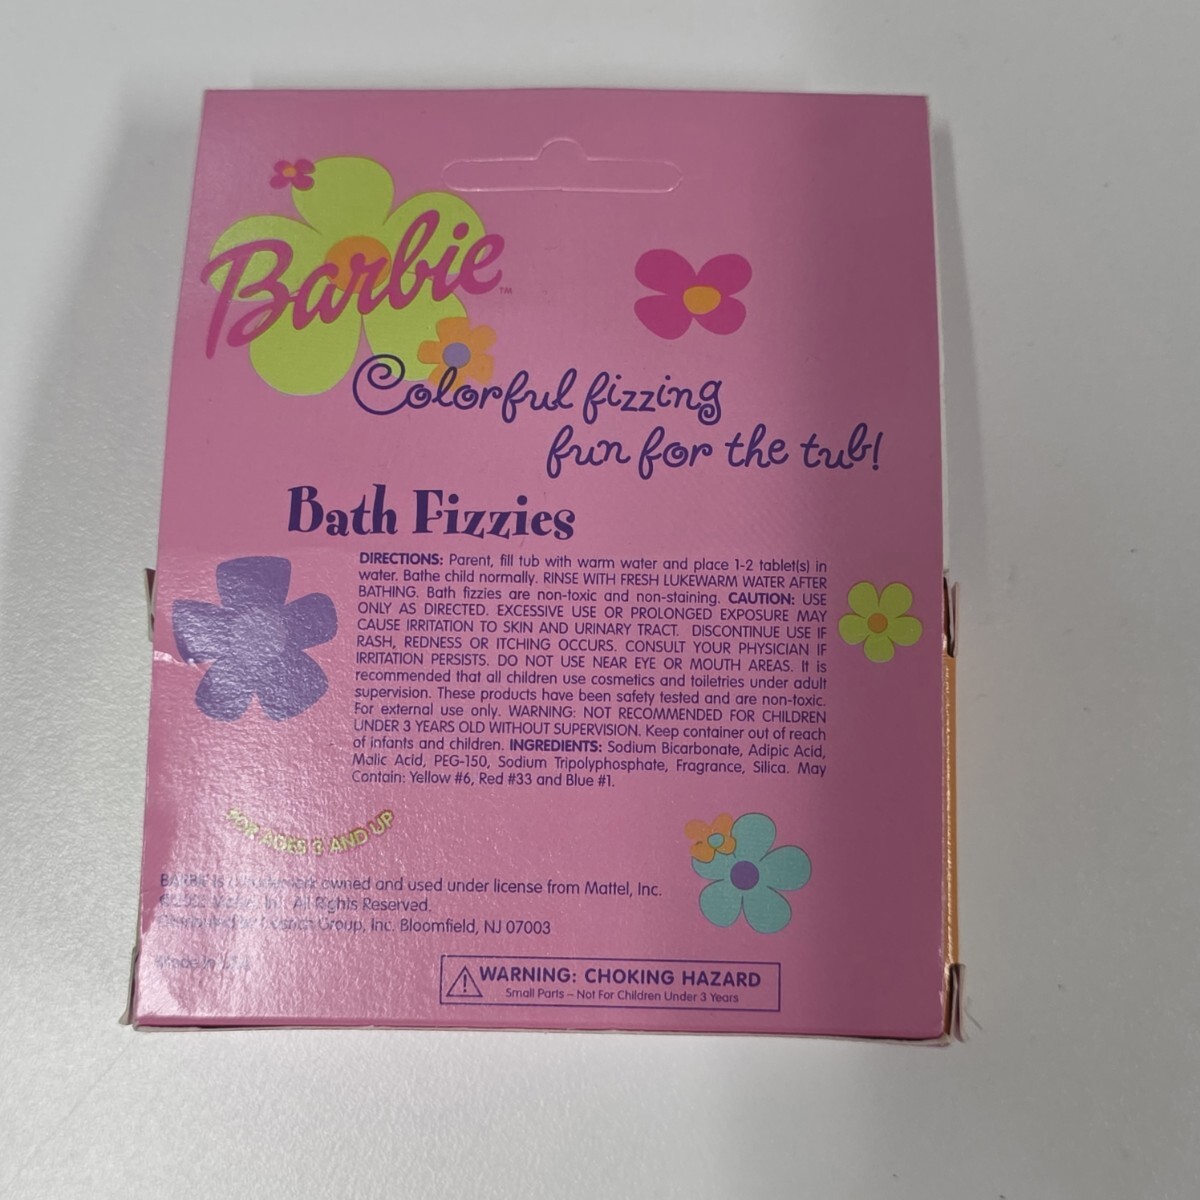 Barbie™
Colorful fizzing
fun for the tub!
Bath Fizzies
DIRECTIONS: Parent, fill tub with warm water and place 1-2 tablet(s) in
water. Bathe child normally. RINSE WITH FRESH LUKEWARM WATER AFTER
BATHING. Bath fizzies are non-toxic and non-staining. CAUTION: USE
ONLY AS DIRECTED. EXCESSIVE USE OR PROLONGED EXPOSURE MAY
CAUSE IRRITATION TO SKIN AND URINARY TRACT. DISCONTINUE USE IF
RASH, REDNESS OR ITCHING OCCURS. CONSULT YOUR PHYSICIAN IF
IRRITATION PERSISTS. DO NOT USE NEAR EYE OR MOUTH AREAS. It is
recommended that all children use cosmetics and toiletries under adult
supervision. These products have been safety tested and are non-toxic.
For external use only. WARNING: NOT RECOMMENDED FOR CHILDREN
UNDER 3 YEARS OLD WITHOUT SUPERVISION. Keep container out of reach
of infants and children. INGREDIENTS: Sodium Bicarbonate, Adipic Acid,
Malic Acid, PEG-150, Sodium Tripolyphosphate, Fragrance, Silica. May
Contain: Yellow #6, Red #33 and Blue #1.
FOR AGES 3 AND UP
BARBIE is a trademark owned and used under license from Mattel, Inc.
Mattel, Inc. All Rights Reserved.
Distributed by Group, Inc. Bloomfield, NJ 07003
Made in
WARNING: CHOKING HAZARD
Small Parts – Not For Children Under 3 Years